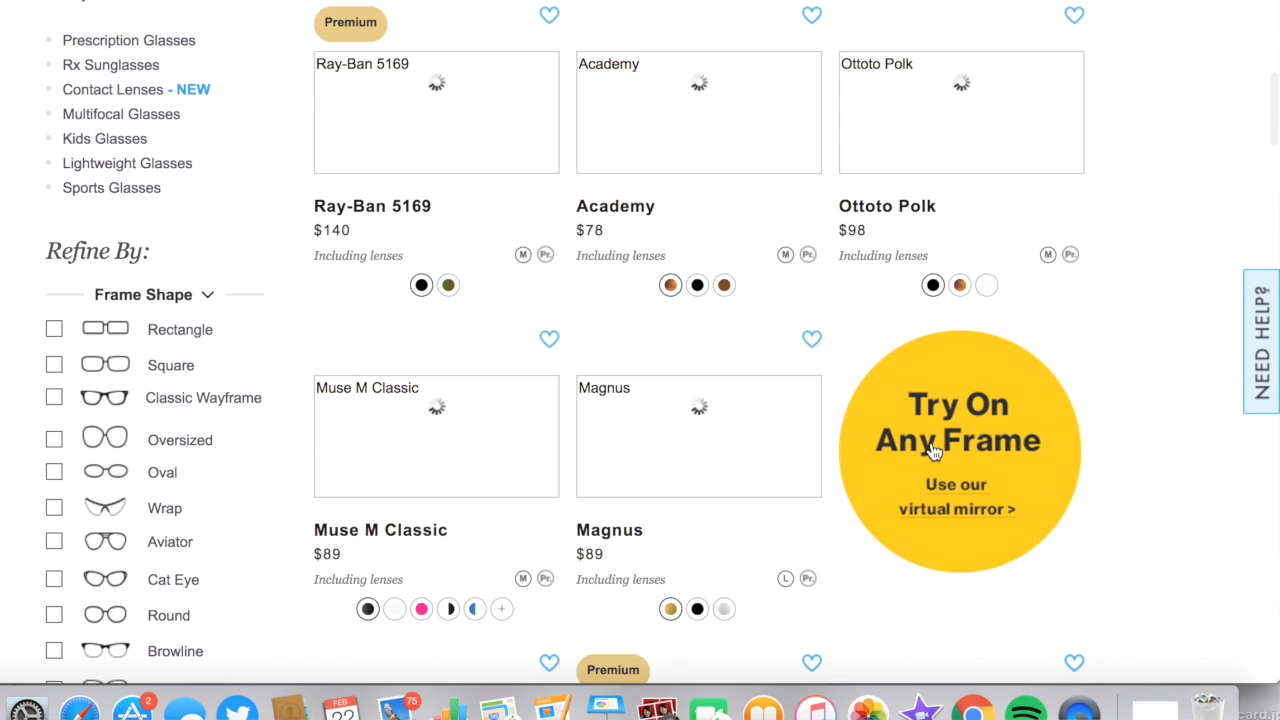 Prescription Glasses
Rx Sunglasses
Contact Lenses - NEW
Multifocal Glasses
Kids Glasses
Lightweight Glasses
Sports Glasses
Refine By:
Frame Shape
Rectangle
Square
Classic Wayframe
Oversized
Oval
Wrap
Aviator
Cat Eye
Round
Browline
Premium
Ray-Ban 5169
Academy
Ottoto Polk
Ray-Ban 5169
$140
Including lenses
M
Pr.
Academy
$78
Including lenses
M
Pr.
Ottoto Polk
$98
Including lenses
M
Pr.
Muse M Classic
Magnus
Muse M Classic
$89
Including lenses
M
Pr.
+
Magnus
$89
Including lenses
L
Pr.
Try On
Any Frame
Use our
virtual mirror >
Premium
NEED HELP?
2
FEB
22
75